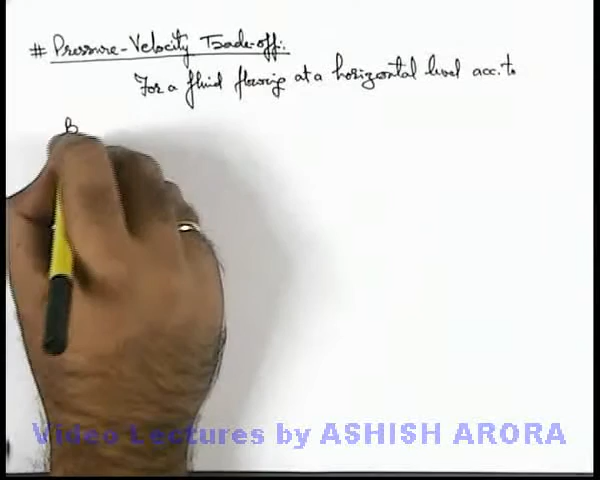 # Pressure-Velocity Trade-off:
For a fluid flowing at a horizontal level acc. to
B
Video Lectures by ASHISH ARORA